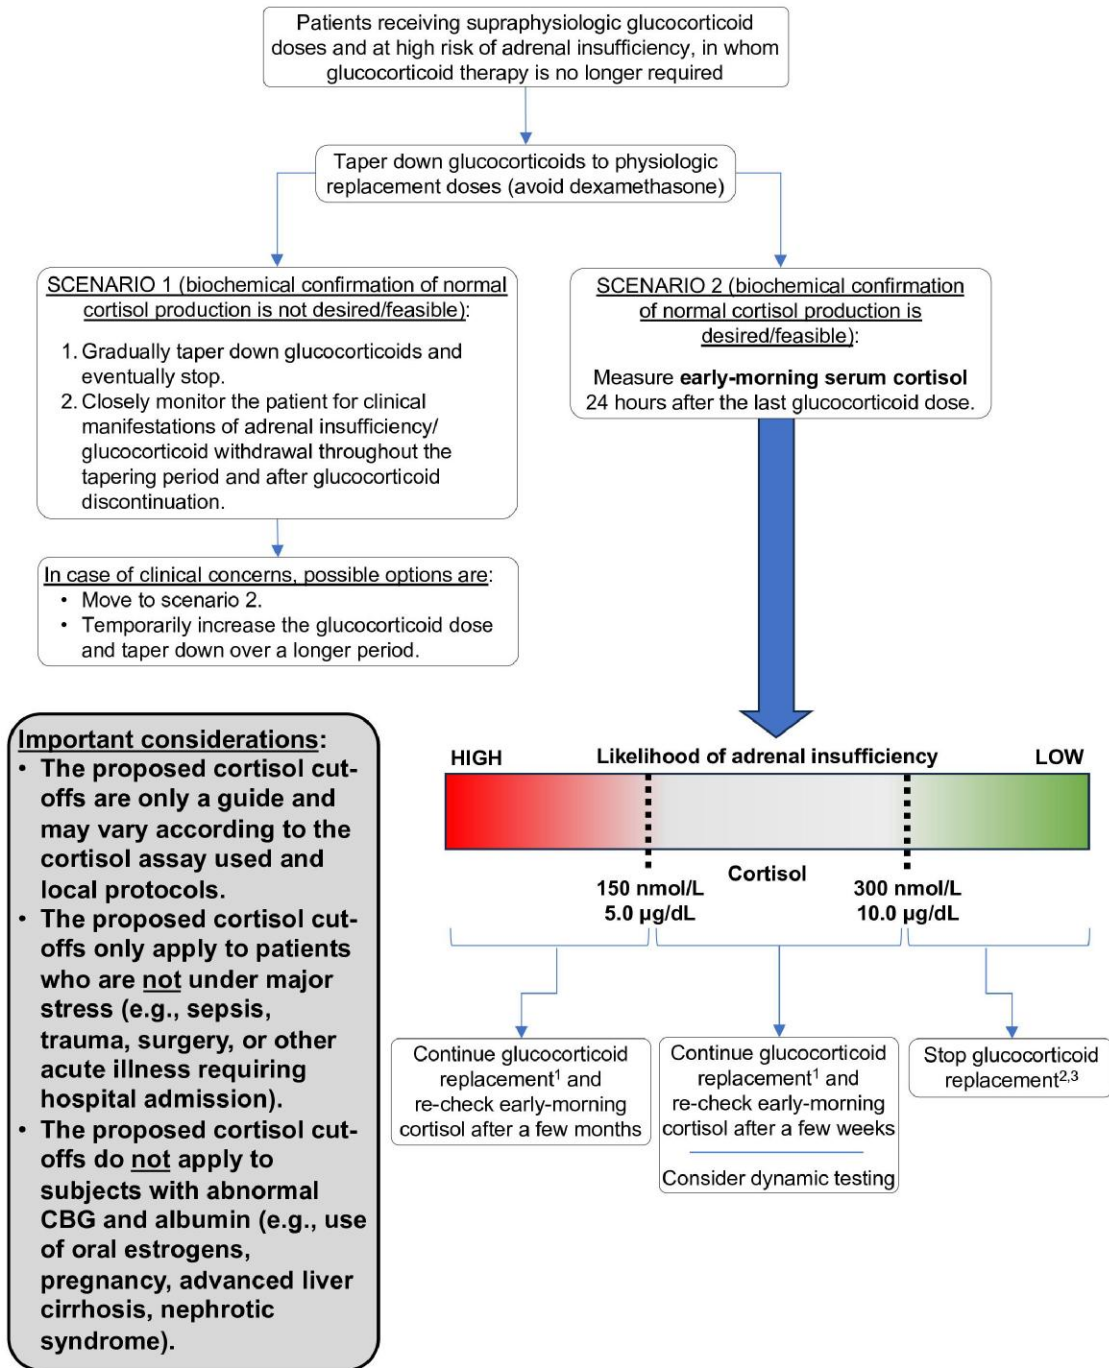 Patients receiving supraphysiologic glucocorticoid
doses and at high risk of adrenal insufficiency, in whom
glucocorticoid therapy is no longer required
Taper down glucocorticoids to physiologic
replacement doses (avoid dexamethasone)
SCENARIO 1 (biochemical confirmation of normal
cortisol production is not desired/feasible):
1. Gradually taper down glucocorticoids and
eventually stop.
2. Closely monitor the patient for clinical
manifestations of adrenal insufficiency/
glucocorticoid withdrawal throughout the
tapering period and after glucocorticoid
discontinuation.
In case of clinical concerns, possible options are:
• Move to scenario 2.
• Temporarily increase the glucocorticoid dose
and taper down over a longer period.
SCENARIO 2 (biochemical confirmation
of normal cortisol production is
desired/feasible):
Measure early-morning serum cortisol
24 hours after the last glucocorticoid dose.
Important considerations:
• The proposed cortisol cut-
offs are only a guide and
may vary according to the
cortisol assay used and
local protocols.
• The proposed cortisol cut-
offs only apply to patients
who are not under major
stress (e.g., sepsis,
trauma, surgery, or other
acute illness requiring
hospital admission).
• The proposed cortisol cut-
offs do not apply to
subjects with abnormal
CBG and albumin (e.g., use
of oral estrogens,
pregnancy, advanced liver
cirrhosis, nephrotic
syndrome).
HIGH Likelihood of adrenal insufficiency LOW
Cortisol
150 nmol/L
5.0 µg/dL
300 nmol/L
10.0 µg/dL
Continue glucocorticoid
replacement¹ and
re-check early-morning
cortisol after a few months
Continue glucocorticoid
replacement¹ and
re-check early-morning
cortisol after a few weeks
Consider dynamic testing
Stop glucocorticoid
replacement²,³